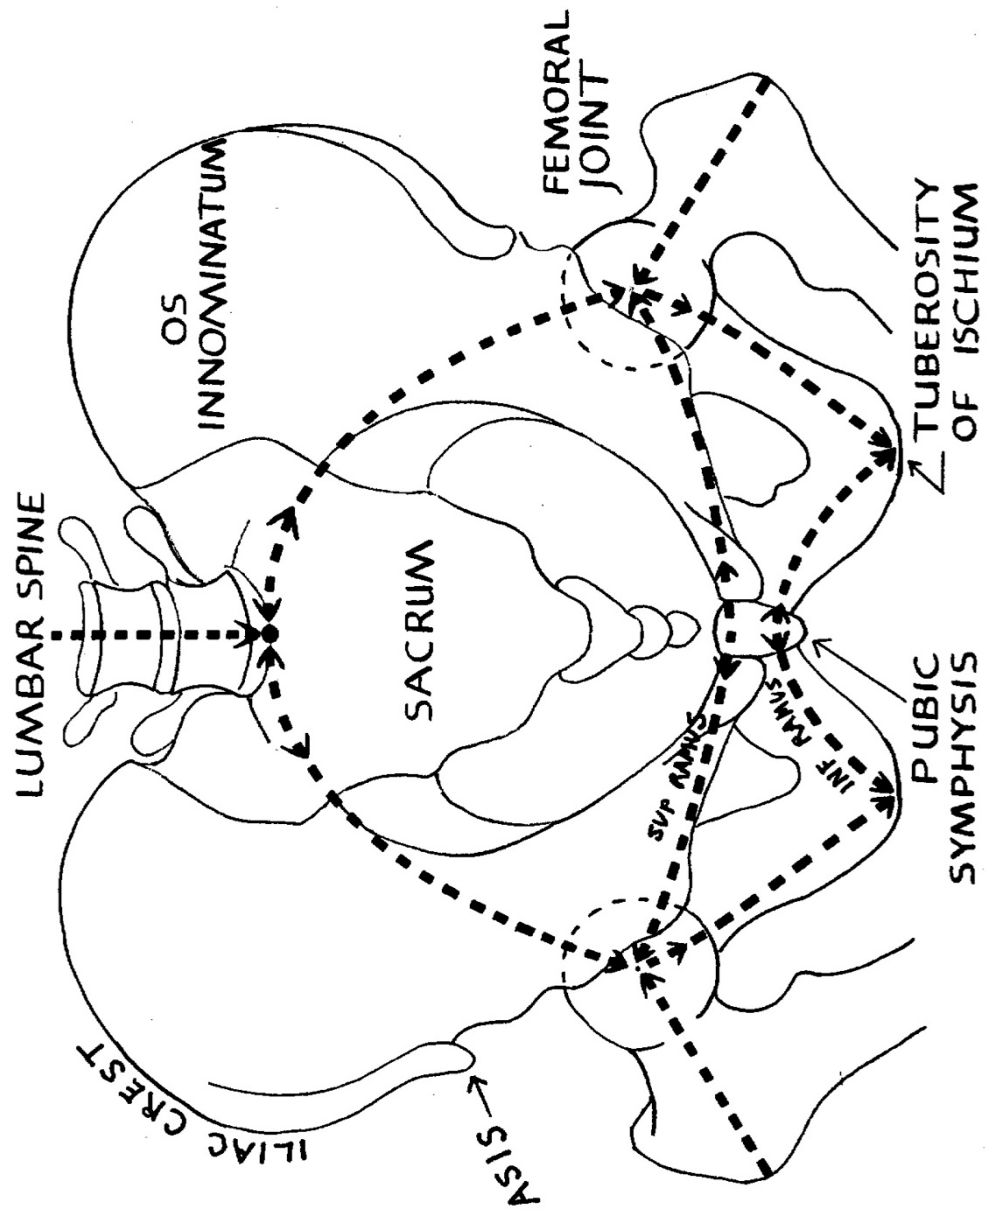 LUMBAR SPINE
OS
INNOMINATUM
ILIAC CREST
SACRUM
FEMORAL
JOINT
ASIS
SUP RAMUS
INF RAMUS
TUBEROSITY
OF ISCHIUM
PUBIC
SYMPHYSIS